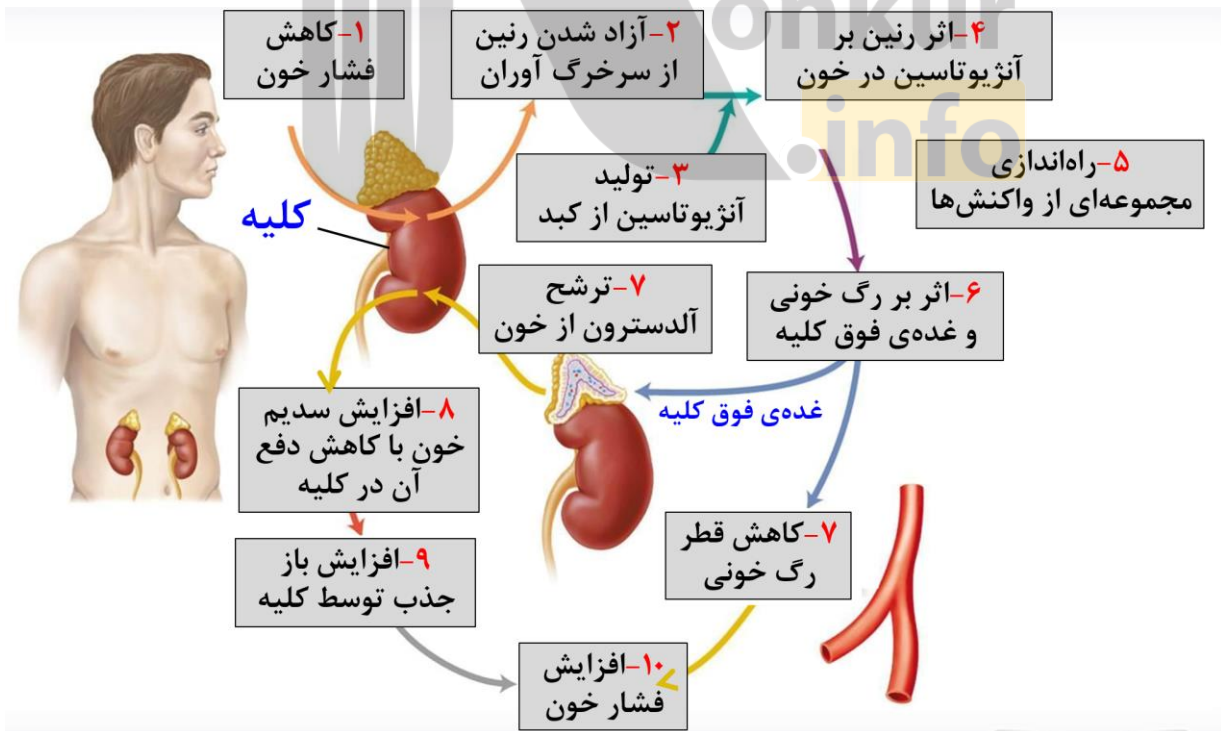 ۱-کاهش
فشار خون
۲-آزاد شدن رنین
از سرخرگ آوران
۴-اثر رنین بر
آنژیوتاسین در خون
onkur
.info
۳-تولید
آنژیوتاسین از کبد
۵-راه‌اندازی
مجموعه‌ای از واکنش‌ها
کلیه
۷-ترشح
آلدسترون از خون
۶-اثر بر رگ خونی
و غده‌ی فوق کلیه
غده‌ی فوق کلیه
۸-افزایش سدیم
خون با کاهش دفع
آن در کلیه
۷-کاهش قطر
رگ خونی
۹-افزایش باز
جذب توسط کلیه
۱۰-افزایش
فشار خون